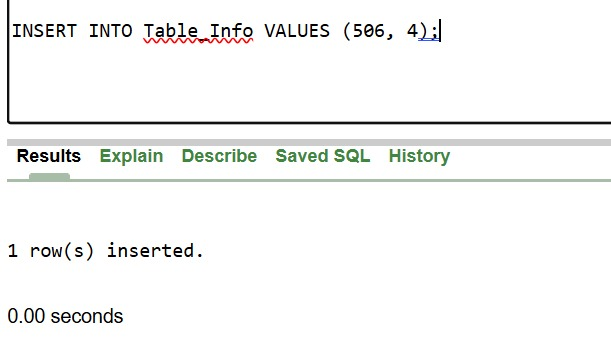 INSERT INTO Table_Info VALUES (506, 4);
Results Explain Describe Saved SQL History
1 row(s) inserted.
0.00 seconds